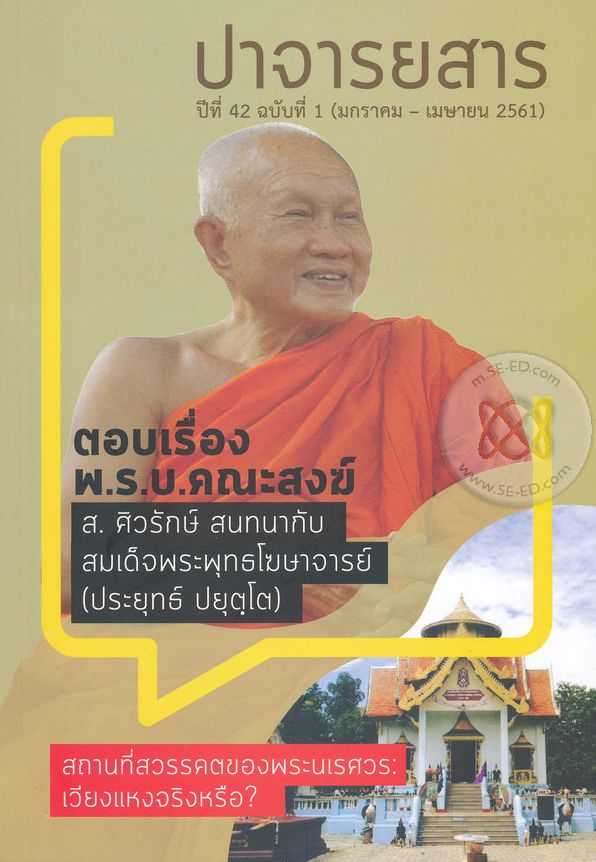 ปาจารยสาร
ปีที่ 42 ฉบับที่ 1 (มกราคม – เมษายน 2561)
m.SE-ED.com
www.SE-ED.com
ตอบเรื่อง
พ.ร.บ.คณะสงฆ์
ส. ศิวรักษ์ สนทนากับ
สมเด็จพระพุทธโฆษาจารย์
(ประยุทธ์ ปยุตฺโต)
สถานที่สวรรคตของพระนเรศวร:
เวียงแหงจริงหรือ?